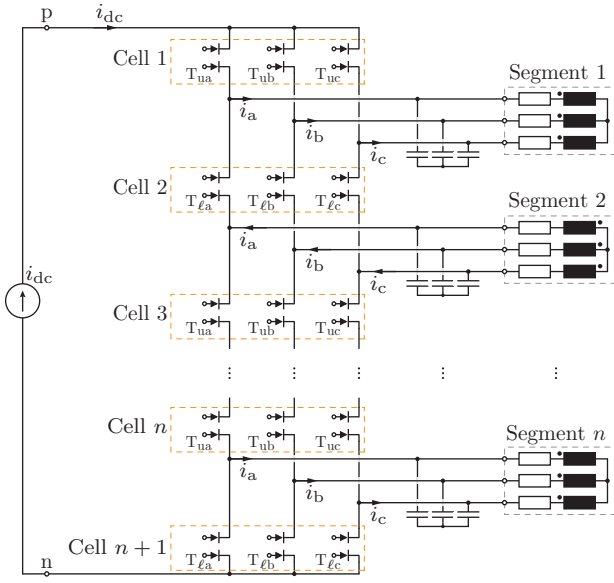 p
i_dc
Cell 1
T_ua T_ub T_uc
Segment 1
i_a
i_b
i_c
Cell 2
T_ℓa T_ℓb T_ℓc
Segment 2
i_a
i_b
i_c
i_dc
Cell 3
T_ua T_ub T_uc
... ... ... ... ...
Cell n
T_ua T_ub T_uc
Segment n
i_a
i_b
i_c
Cell n + 1
T_ℓa T_ℓb T_ℓc
n